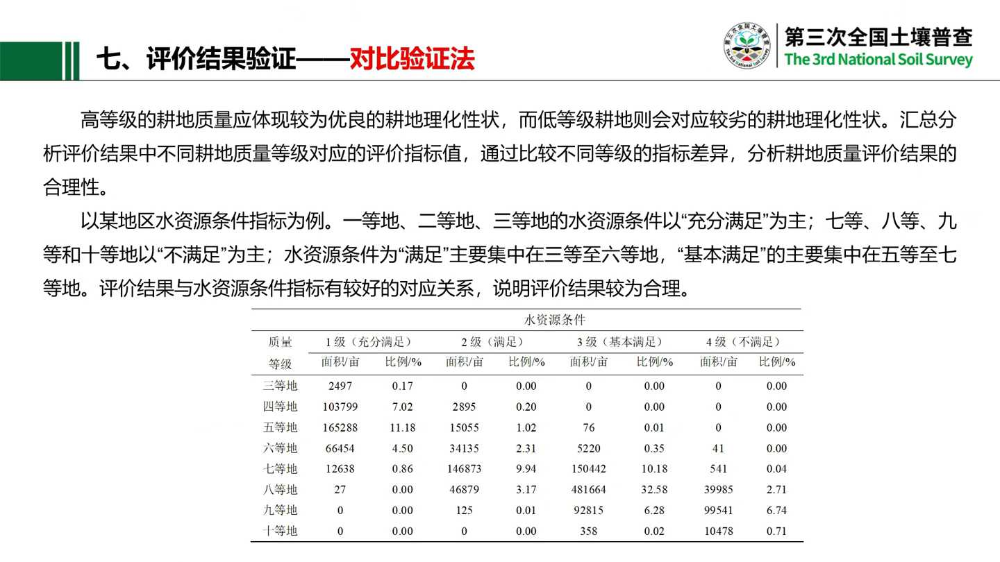 七、评价结果验证——对比验证法
第三次全国土壤普查
The 3rd National Soil Survey
第三次全国土壤普查
The Third National Soil Survey
高等级的耕地质量应体现较为优良的耕地理化性状，而低等级耕地则会对应较劣的耕地理化性状。汇总分
析评价结果中不同耕地质量等级对应的评价指标值，通过比较不同等级的指标差异，分析耕地质量评价结果的
合理性。
以某地区水资源条件指标为例。一等地、二等地、三等地的水资源条件以“充分满足”为主；七等、八等、九
等和十等地以“不满足”为主；水资源条件为“满足”主要集中在三等至六等地，“基本满足”的主要集中在五等至七
等地。评价结果与水资源条件指标有较好的对应关系，说明评价结果较为合理。
水资源条件
质量 1 级（充分满足） 2 级（满足） 3 级（基本满足） 4 级（不满足）
等级 面积/亩 比例/% 面积/亩 比例/% 面积/亩 比例/% 面积/亩 比例/%
三等地 2497 0.17 0 0.00 0 0.00 0 0.00
四等地 103799 7.02 2895 0.20 0 0.00 0 0.00
五等地 165288 11.18 15055 1.02 76 0.01 0 0.00
六等地 66454 4.50 34135 2.31 5220 0.35 41 0.00
七等地 12638 0.86 146873 9.94 150442 10.18 541 0.04
八等地 27 0.00 46879 3.17 481664 32.58 39985 2.71
九等地 0 0.00 125 0.01 92815 6.28 99541 6.74
十等地 0 0.00 0 0.00 358 0.02 10478 0.71